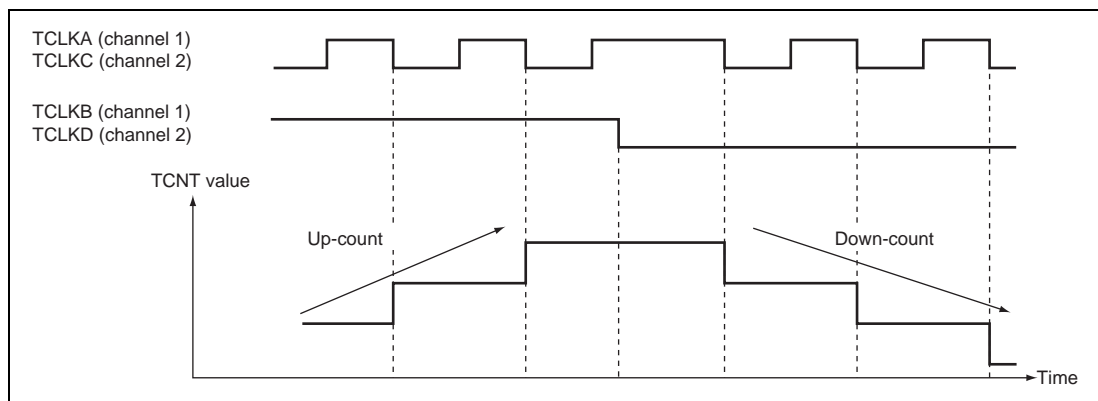 TCLKA (channel 1)
TCLKC (channel 2)
TCLKB (channel 1)
TCLKD (channel 2)
TCNT value
Up-count
Down-count
Time